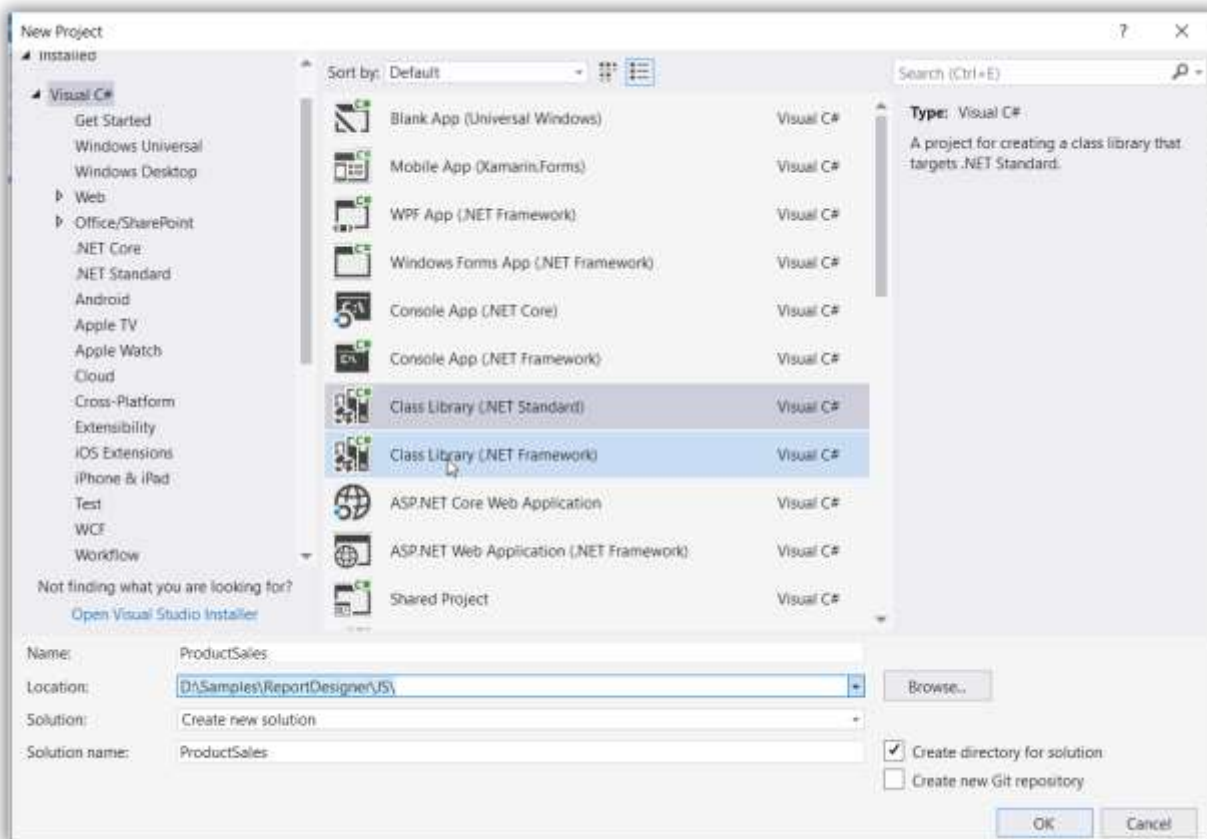 New Project
? ×
Installed
Visual C#
Get Started
Windows Universal
Windows Desktop
Web
Office/SharePoint
.NET Core
.NET Standard
Android
Apple TV
Apple Watch
Cloud
Cross-Platform
Extensibility
iOS Extensions
iPhone & iPad
Test
WCF
Workflow
Not finding what you are looking for?
Open Visual Studio Installer
Sort by: Default
Blank App (Universal Windows) Visual C#
Mobile App (Xamarin.Forms) Visual C#
WPF App (.NET Framework) Visual C#
Windows Forms App (.NET Framework) Visual C#
Console App (.NET Core) Visual C#
Console App (.NET Framework) Visual C#
Class Library (.NET Standard) Visual C#
Class Library (.NET Framework) Visual C#
ASP.NET Core Web Application Visual C#
ASP.NET Web Application (.NET Framework) Visual C#
Shared Project Visual C#
Search (Ctrl+E)
Type: Visual C#
A project for creating a class library that
targets .NET Standard.
Name: ProductSales
Location: D:\Samples\ReportDesigner\JS\
Browse...
Solution: Create new solution
Solution name: ProductSales
Create directory for solution
Create new Git repository
OK Cancel